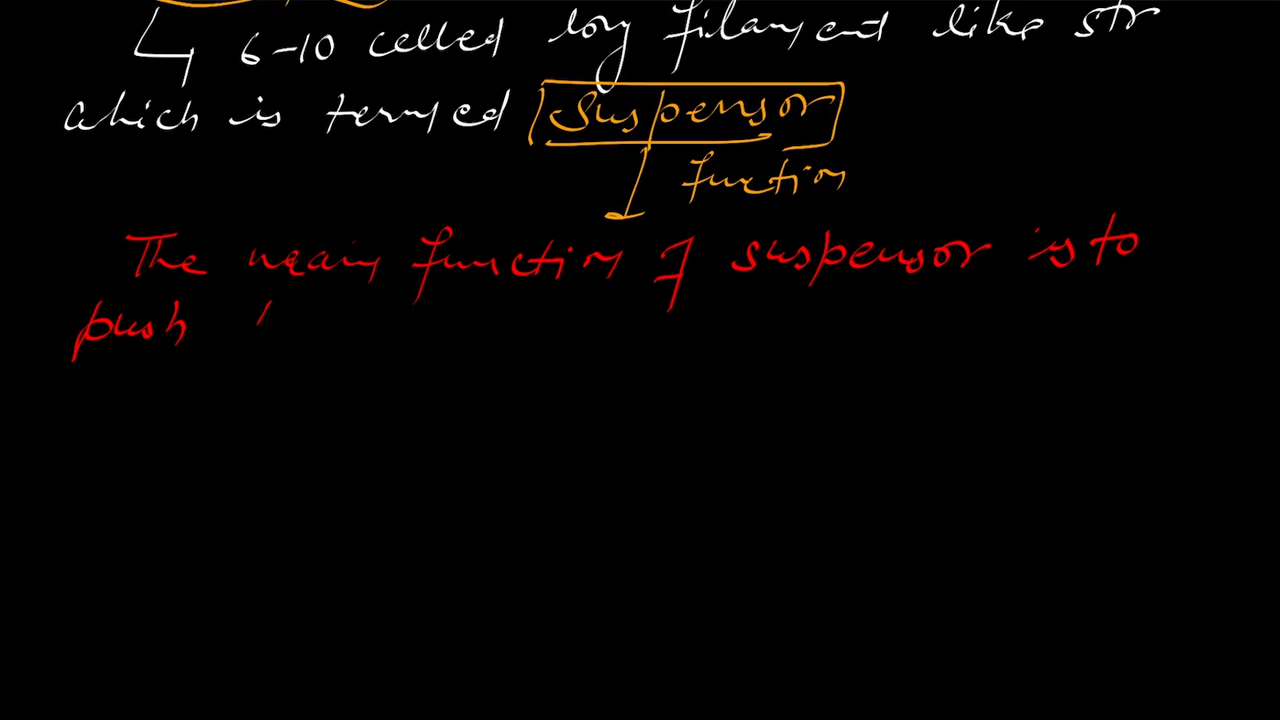 6-10 celled long filament like str
which is termed Suspensor
function
The main function of suspensor is to
push